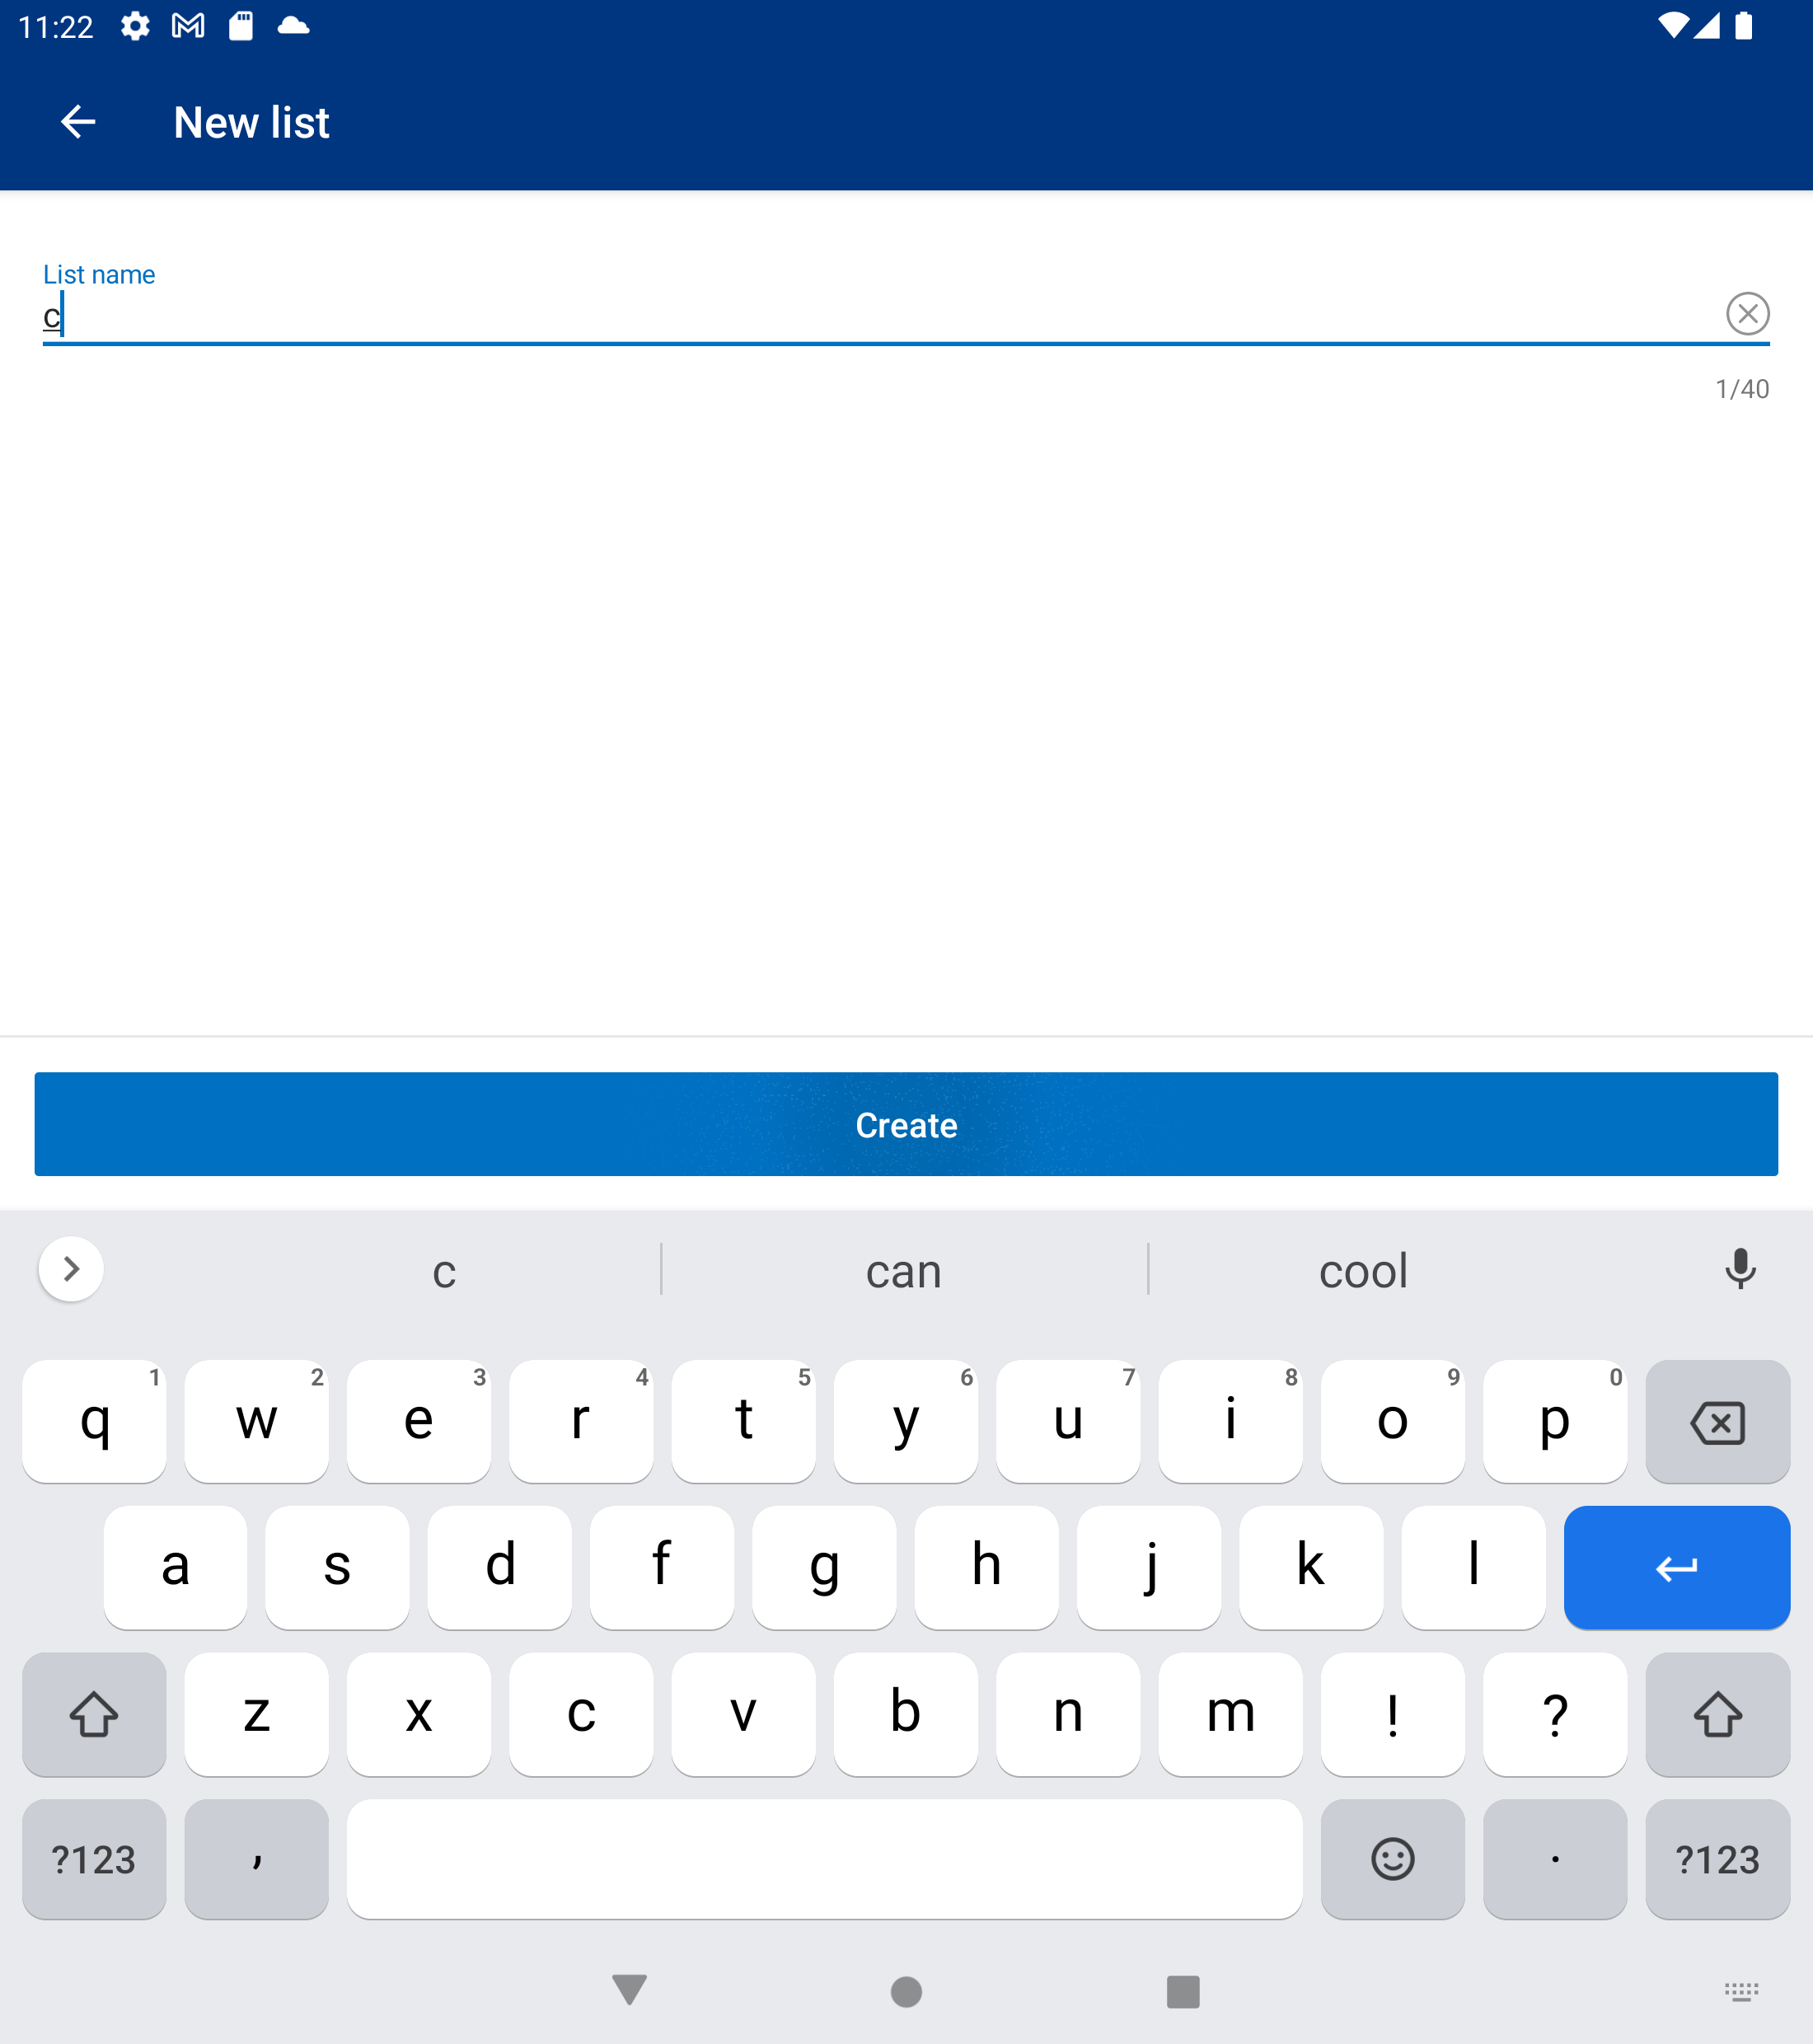 11:22
New list
List name
c
1/40
Create
c can cool
q 1 w 2 e 3 r 4 t 5 y 6 u 7 i 8 o 9 p 0
a s d f g h j k l
z x c v b n m ! ?
?123 , . ?123